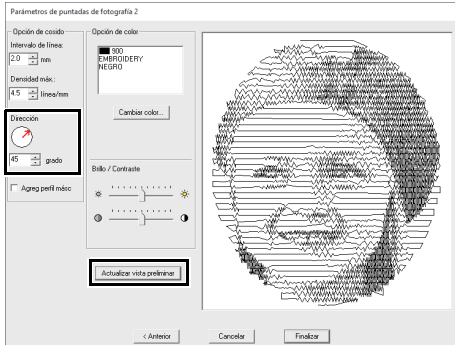 Parámetros de puntadas de fotografía 2
Opción de cosido
Intervalo de línea:
2.0 mm
Densidad máx.:
4.5 línea/mm
Dirección
45 grado
Agreg perfil másc
Opción de color
900
EMBROIDERY
NEGRO
Cambiar color...
Brillo / Contraste
Actualizar vista preliminar
< Anterior
Cancelar
Finalizar